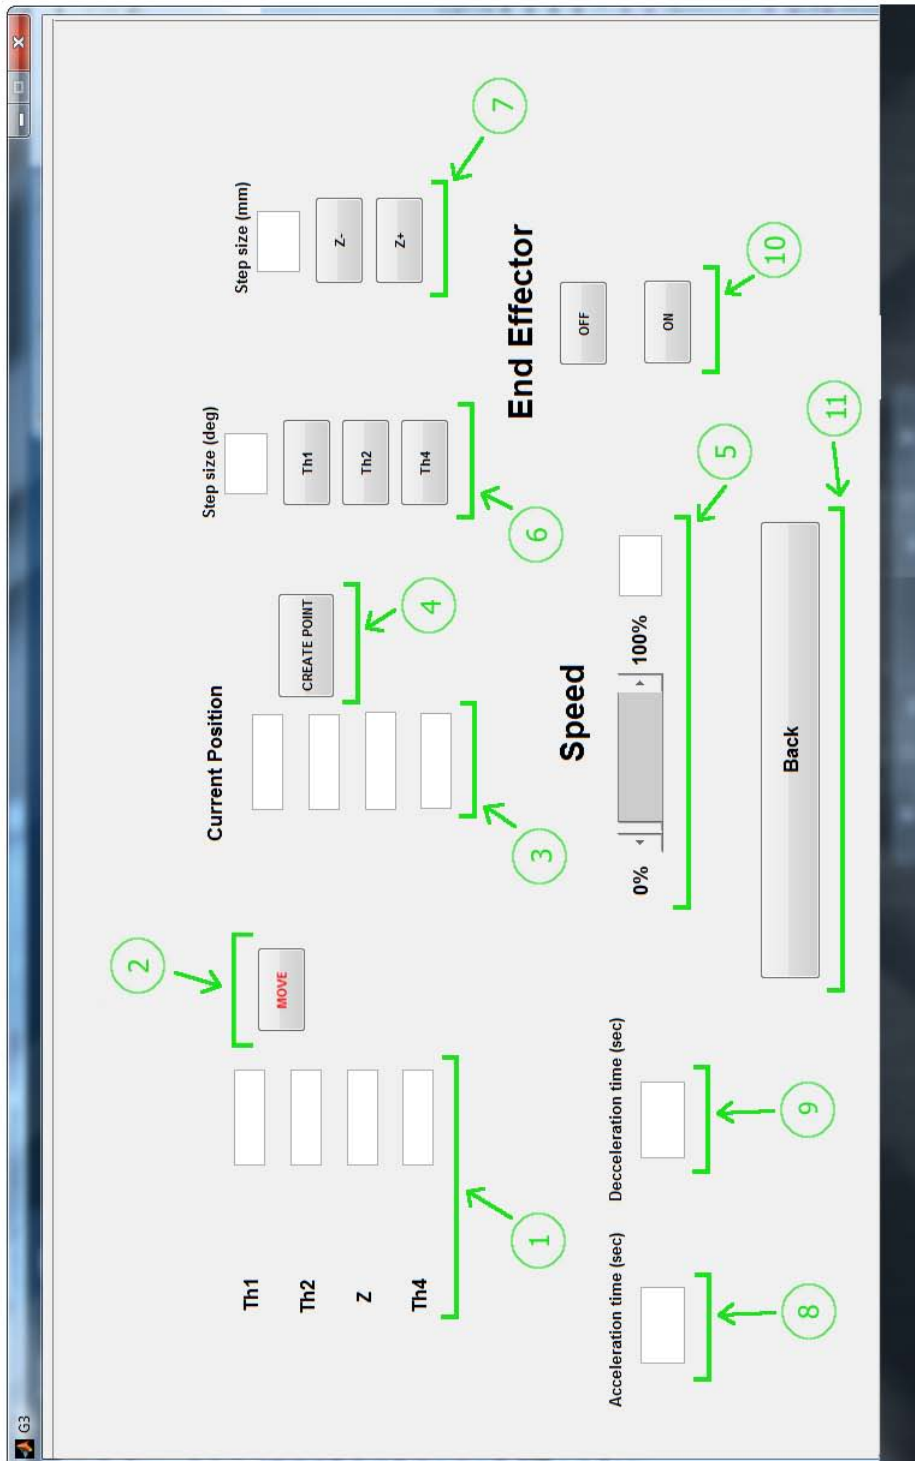 G3
2
Step size (mm)
Step size (deg)
Current Position
Th1
MOVE
CREATE POINT
Th1
Z-
Th2
Th2
Z+
Z
Th4
Th4
7
4
1
3
6
End Effector
Speed
OFF
Acceleration time (sec)
Decceleration time (sec)
0%
100%
ON
5
10
8
9
Back
11